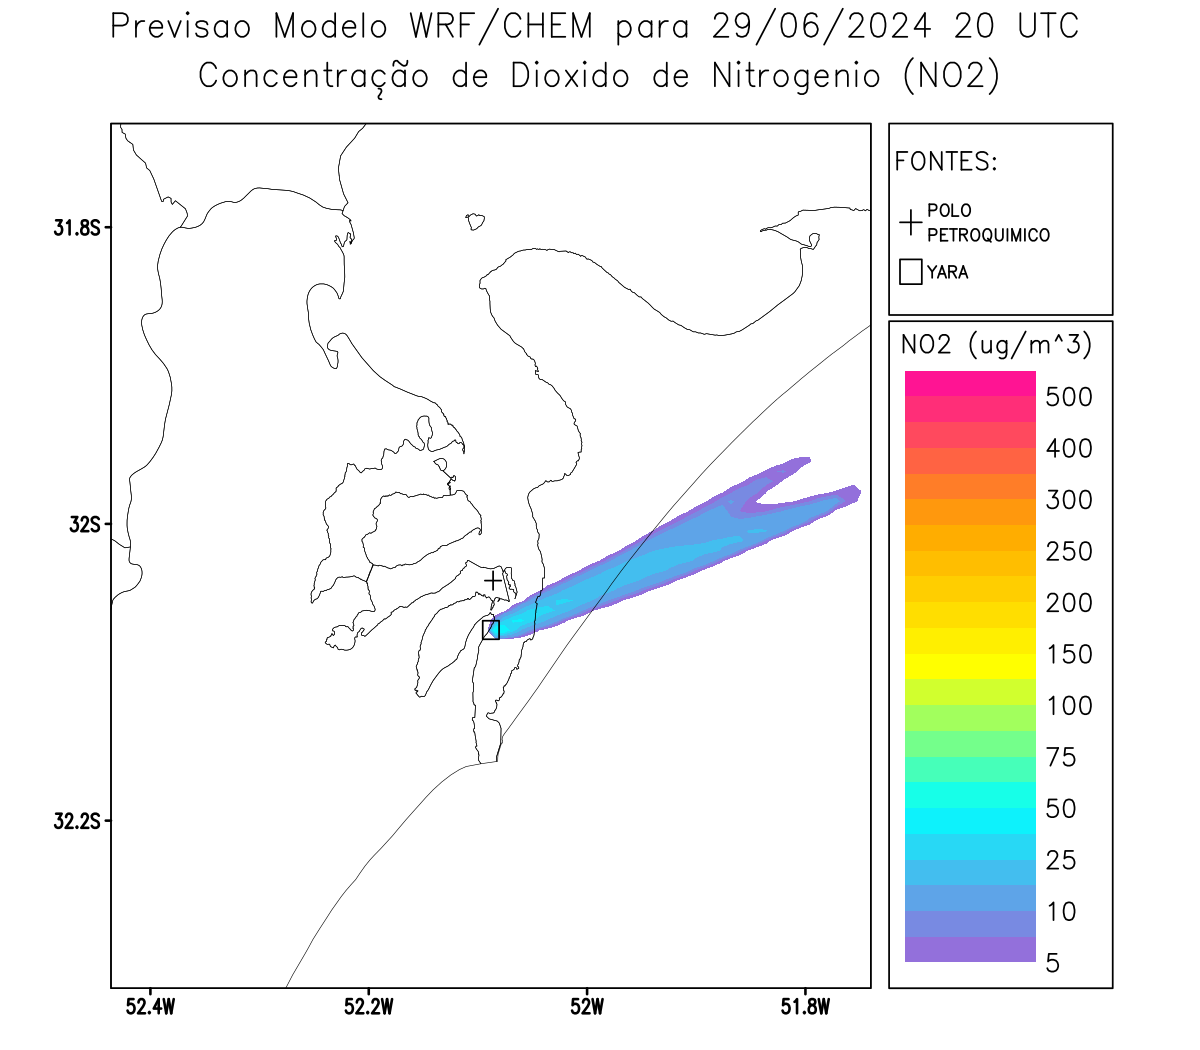 Previsao Modelo WRF/CHEM para 29/06/2024 20 UTC
Concentração de Dioxido de Nitrogenio (NO2)
FONTES:
POLO
PETROQUIMICO
YARA
31.8S
32S
32.2S
52.4W
52.2W
52W
51.8W
NO2 (ug/m^3)
500
400
300
250
200
150
100
75
50
25
10
5